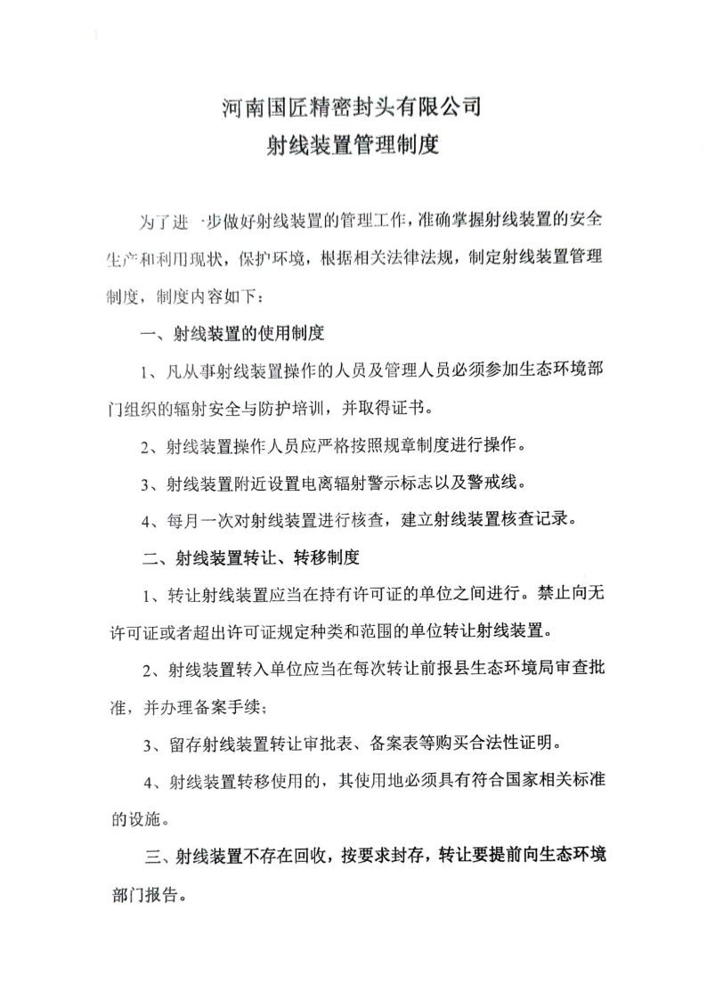 河南国匠精密封头有限公司
射线装置管理制度
为了进一步做好射线装置的管理工作，准确掌握射线装置的安全
生产和利用现状，保护环境，根据相关法律法规，制定射线装置管理
制度，制度内容如下：
一、射线装置的使用制度
1、凡从事射线装置操作的人员及管理人员必须参加生态环境部
门组织的辐射安全与防护培训，并取得证书。
2、射线装置操作人员应严格按照规章制度进行操作。
3、射线装置附近设置电离辐射警示标志以及警戒线。
4、每月一次对射线装置进行核查，建立射线装置核查记录。
二、射线装置转让、转移制度
1、转让射线装置应当在持有许可证的单位之间进行。禁止向无
许可证或者超出许可证规定种类和范围的单位转让射线装置。
2、射线装置转入单位应当在每次转让前报县生态环境局审查批
准，并办理备案手续；
3、留存射线装置转让审批表、备案表等购买合法性证明。
4、射线装置转移使用的，其使用地必须具有符合国家相关标准
的设施。
三、射线装置不存在回收，按要求封存，转让要提前向生态环境
部门报告。